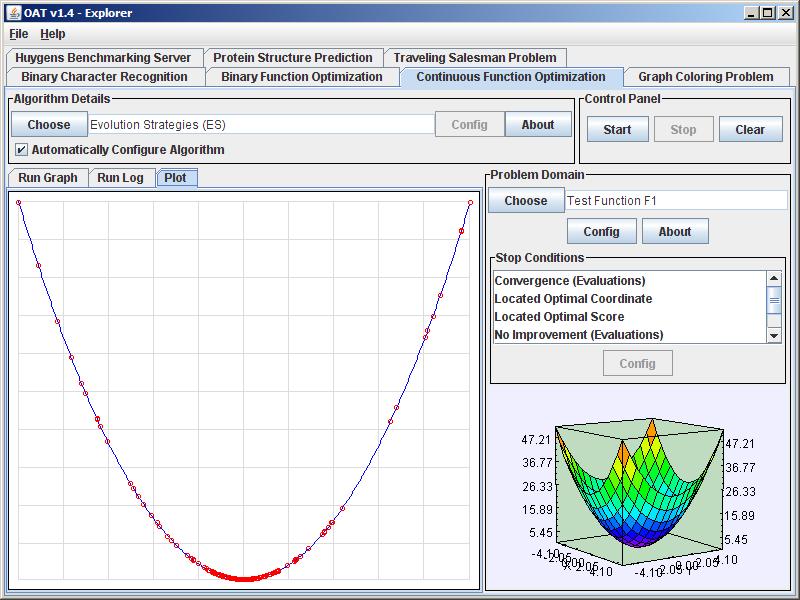 OAT v1.4 - Explorer
File Help
Huygens Benchmarking Server Protein Structure Prediction Traveling Salesman Problem
Binary Character Recognition Binary Function Optimization Continuous Function Optimization Graph Coloring Problem
Algorithm Details
Choose Evolution Strategies (ES) Config About
Automatically Configure Algorithm
Control Panel
Start Stop Clear
Run Graph Run Log Plot
Problem Domain
Choose Test Function F1
Config About
Stop Conditions
Convergence (Evaluations)
Located Optimal Coordinate
Located Optimal Score
No Improvement (Evaluations)
Config
47.21 47.21
36.77 36.77
26.33 26.33
15.89 15.89
5.45 5.45
-4.10 -2.05 0.00 2.05 4.10
X
-4.10 -2.05 0.00 2.05 4.10
Y